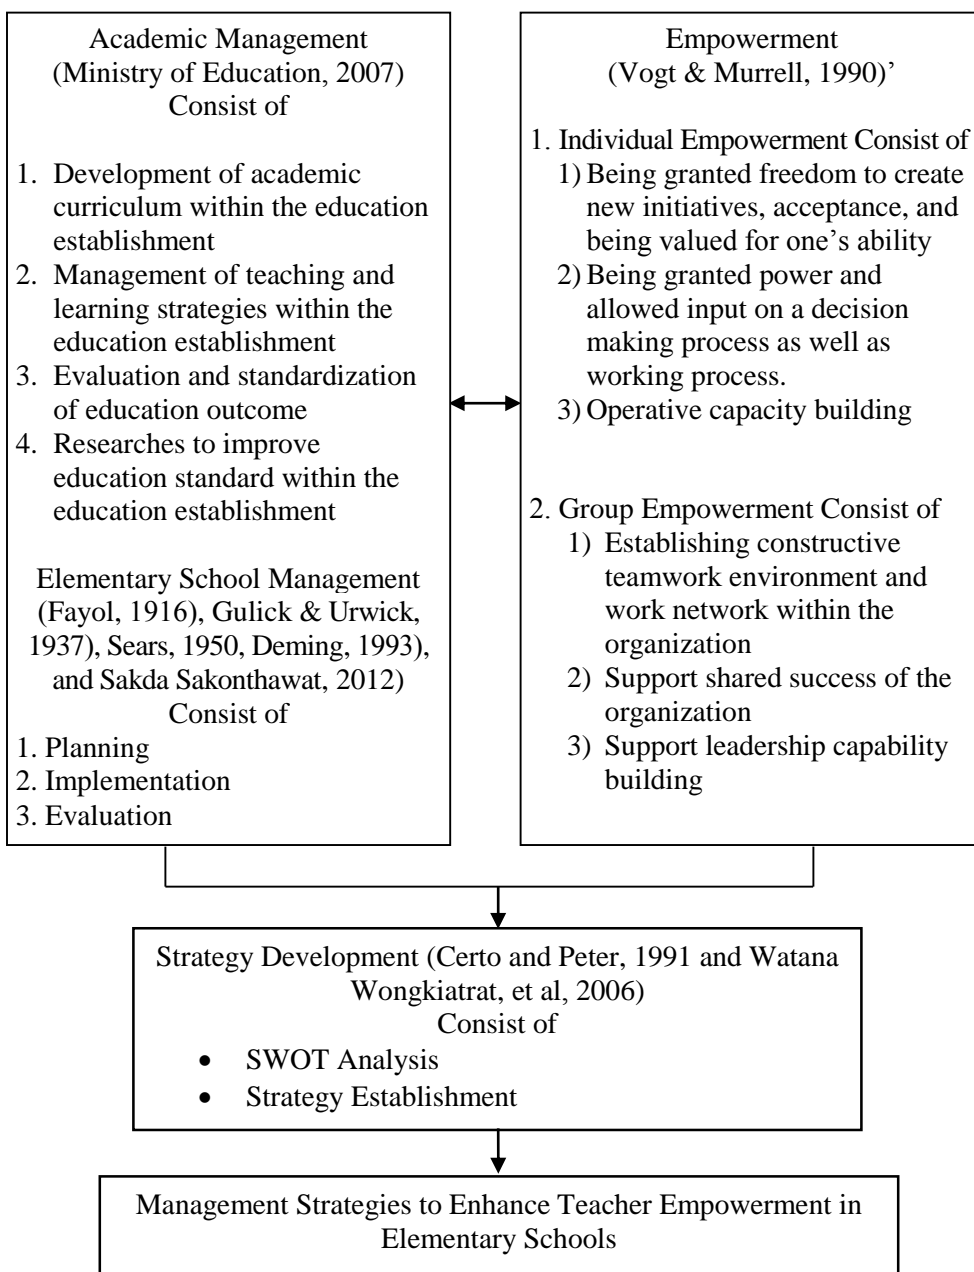 Academic Management
(Ministry of Education, 2007)
Consist of
1. Development of academic
curriculum within the education
establishment
2. Management of teaching and
learning strategies within the
education establishment
3. Evaluation and standardization
of education outcome
4. Researches to improve
education standard within the
education establishment
Elementary School Management
(Fayol, 1916), Gulick & Urwick,
1937), Sears, 1950, Deming, 1993),
and Sakda Sakonthawat, 2012)
Consist of
1. Planning
2. Implementation
3. Evaluation
Empowerment
(Vogt & Murrell, 1990)’
1. Individual Empowerment Consist of
1) Being granted freedom to create
new initiatives, acceptance, and
being valued for one’s ability
2) Being granted power and
allowed input on a decision
making process as well as
working process.
3) Operative capacity building
2. Group Empowerment Consist of
1) Establishing constructive
teamwork environment and
work network within the
organization
2) Support shared success of the
organization
3) Support leadership capability
building
Strategy Development (Certo and Peter, 1991 and Watana
Wongkiatrat, et al, 2006)
Consist of
• SWOT Analysis
• Strategy Establishment
Management Strategies to Enhance Teacher Empowerment in
Elementary Schools